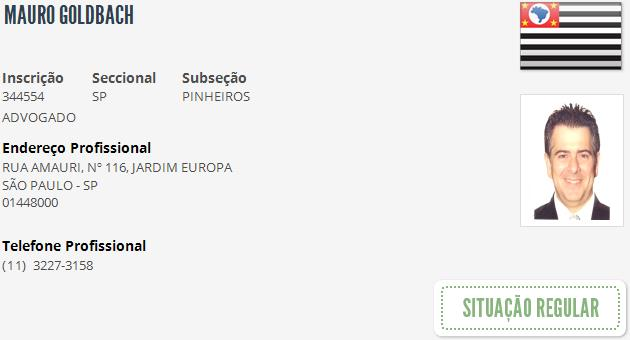 MAURO GOLDBACH
Inscrição Seccional Subseção
344554 SP PINHEIROS
ADVOGADO
Endereço Profissional
RUA AMAURI, Nº 116, JARDIM EUROPA
SÃO PAULO - SP
01448000
Telefone Profissional
(11) 3227-3158
SITUAÇÃO REGULAR